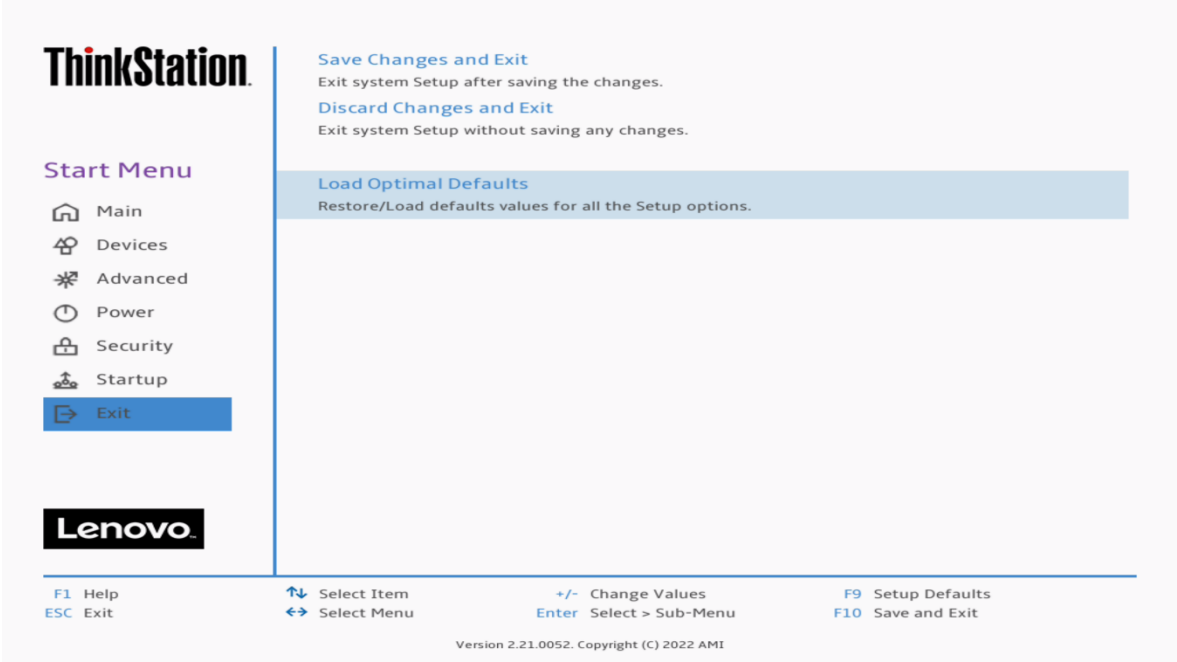 ThinkStation
Save Changes and Exit
Exit system Setup after saving the changes.
Discard Changes and Exit
Exit system Setup without saving any changes.
Start Menu
Load Optimal Defaults
Restore/Load defaults values for all the Setup options.
Main
Devices
Advanced
Power
Security
Startup
Exit
Lenovo™
F1 Help
ESC Exit
↑↓ Select Item
←→ Select Menu
+/- Change Values
Enter Select > Sub-Menu
F9 Setup Defaults
F10 Save and Exit
Version 2.21.0052. Copyright (C) 2022 AMI